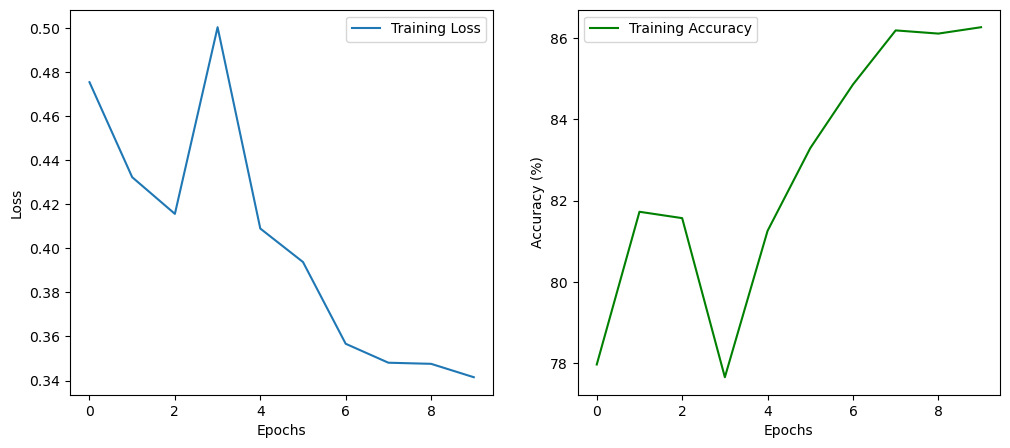 Training Loss
0.50
0.48
0.46
0.44
0.42
0.40
0.38
0.36
0.34
Loss
0 2 4 6 8
Epochs
Training Accuracy
86
84
82
80
78
Accuracy (%)
0 2 4 6 8
Epochs